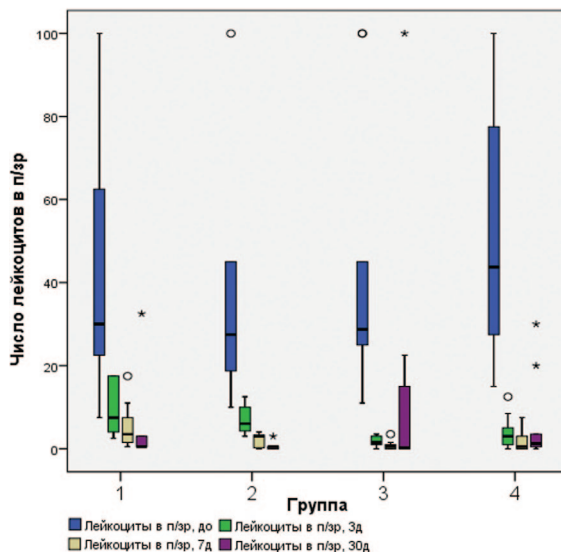 Число лейкоцитов в п/зр
100
80
60
40
20
0
1 2 3 4
Группа
Лейкоциты в п/зр, до Лейкоциты в п/зр, 3д
Лейкоциты в п/зр, 7д Лейкоциты в п/зр, 30д